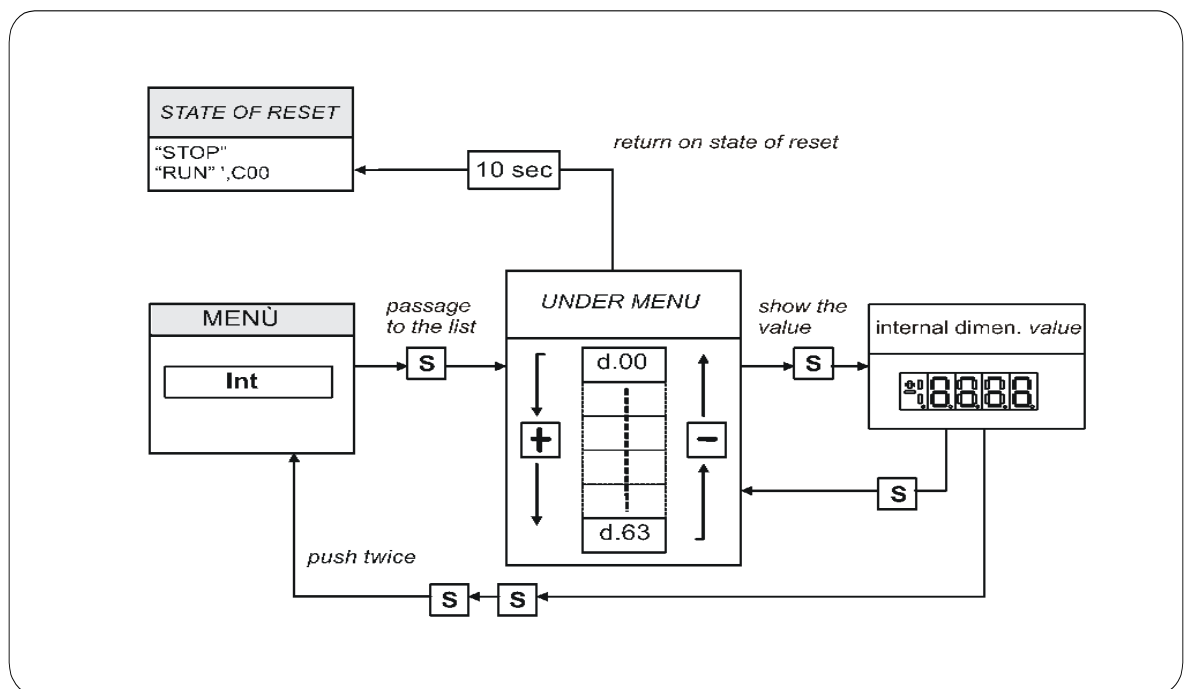 STATE OF RESET
"STOP"
"RUN" ',C00
10 sec
return on state of reset
MENÙ
Int
passage
to the list
S
UNDER MENU
d.00
+
-
d.63
show the
value
S
internal dimen. value
S
push twice
S
S